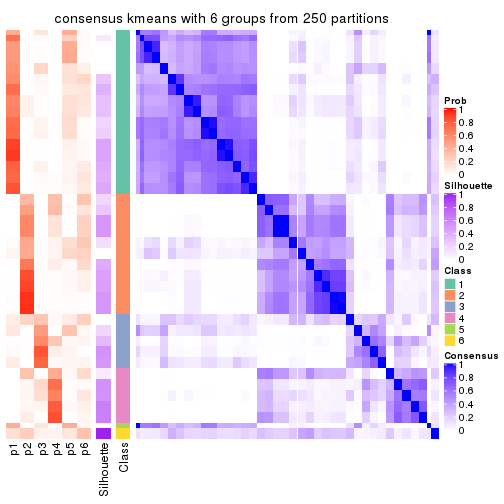 consensus kmeans with 6 groups from 250 partitions
Prob
1
0.8
0.6
0.4
0.2
0
Silhouette
1
0.8
0.6
0.4
0.2
0
Class
1
2
3
4
5
6
Consensus
1
0.8
0.6
0.4
0.2
0
p1
p2
p3
p4
p5
p6
Silhouette
Class